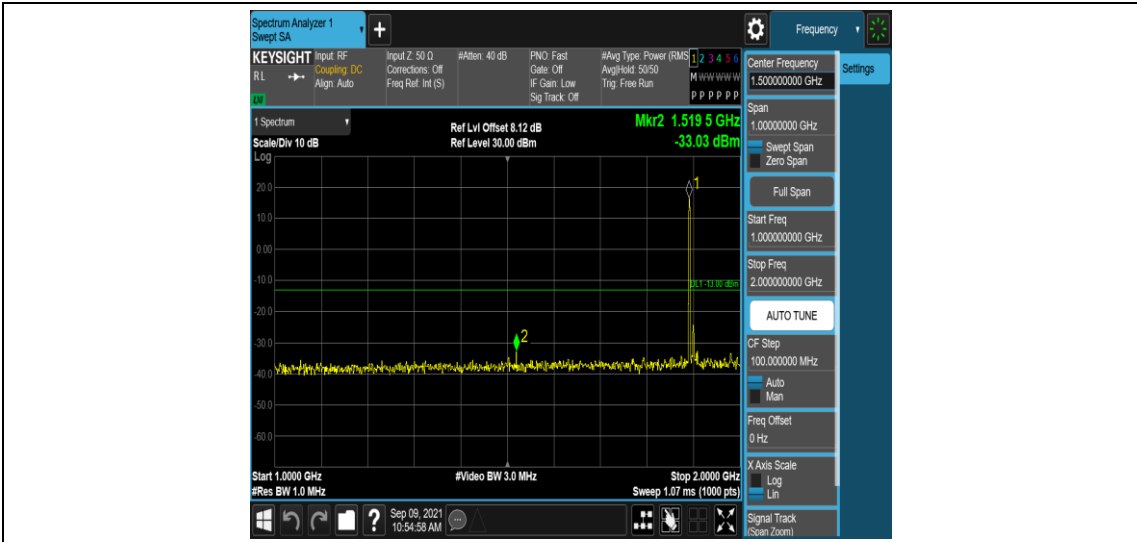 Spectrum Analyzer 1
Swept SA
+
Frequency
KEYSIGHT
RL
LXI
Input: RF
Coupling: DC
Align: Auto
Input Z: 50 Ω
Corrections: Off
Freq Ref: Int (S)
#Atten: 40 dB
PNO: Fast
Gate: Off
IF Gain: Low
Sig Track: Off
#Avg Type: Power (RMS
Avg|Hold: 50/50
Trig: Free Run
1 2 3 4 5 6
M W W W W W
P P P P P P
1 Spectrum
Scale/Div 10 dB
Log
Ref Lvl Offset 8.12 dB
Ref Level 30.00 dBm
Mkr2 1.519 5 GHz
-33.03 dBm
20.0
10.0
0.00
-10.0
-20.0
-30.0
-40.0
-50.0
-60.0
1
DL1 -13.00 dBm
2
Start 1.0000 GHz
#Res BW 1.0 MHz
#Video BW 3.0 MHz
Stop 2.0000 GHz
Sweep 1.07 ms (1000 pts)
?
Sep 09, 2021
10:54:58 AM
Center Frequency
1.500000000 GHz
Span
1.00000000 GHz
Swept Span
Zero Span
Full Span
Start Freq
1.000000000 GHz
Stop Freq
2.000000000 GHz
AUTO TUNE
CF Step
100.000000 MHz
Auto
Man
Freq Offset
0 Hz
X Axis Scale
Log
Lin
Signal Track
(Span Zoom)
Settings